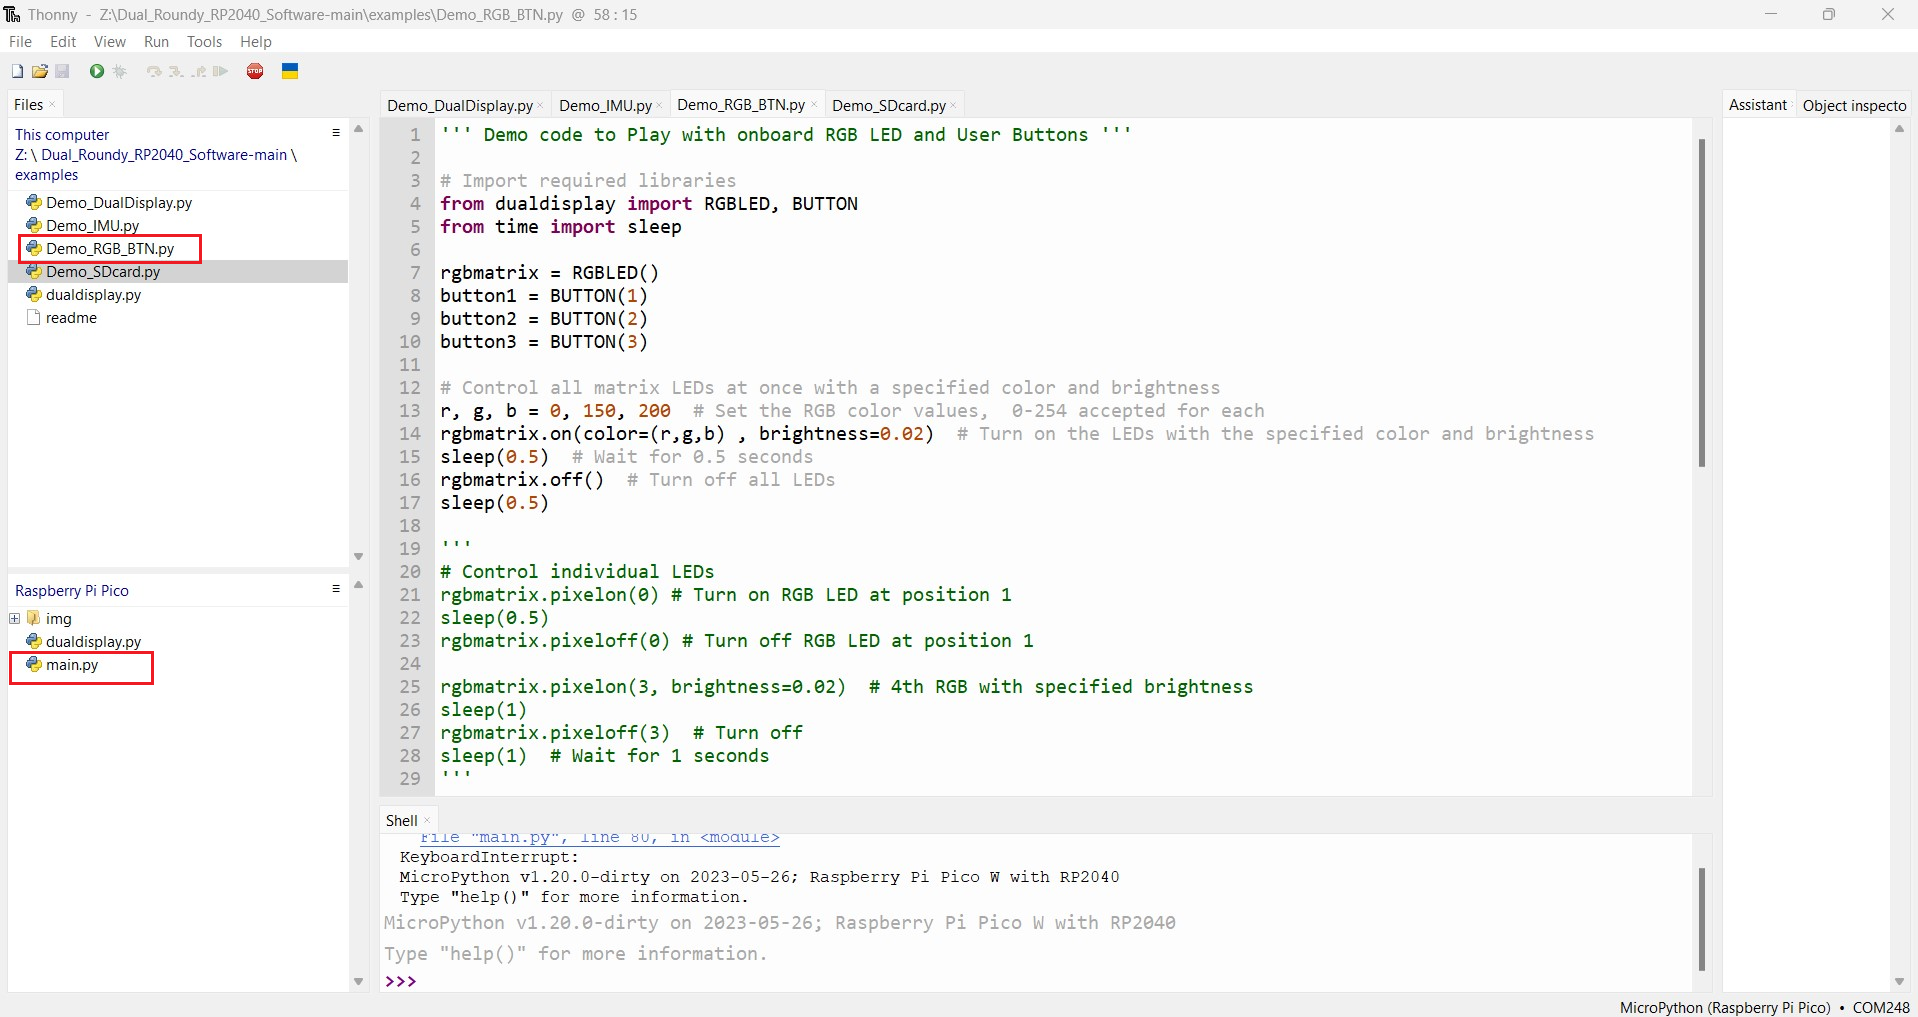 Thonny - Z:\Dual_Roundy_RP2040_Software-main\examples\Demo_RGB_BTN.py @ 58 : 15
File Edit View Run Tools Help
STOP
Files
This computer
Z: \ Dual_Roundy_RP2040_Software-main \
examples
Demo_DualDisplay.py
Demo_IMU.py
Demo_RGB_BTN.py
Demo_SDcard.py
dualdisplay.py
readme
Raspberry Pi Pico
img
dualdisplay.py
main.py
Demo_DualDisplay.py Demo_IMU.py Demo_RGB_BTN.py Demo_SDcard.py
1 ''' Demo code to Play with onboard RGB LED and User Buttons '''
2
3 # Import required libraries
4 from dualdisplay import RGBLED, BUTTON
5 from time import sleep
6
7 rgbmatrix = RGBLED()
8 button1 = BUTTON(1)
9 button2 = BUTTON(2)
10 button3 = BUTTON(3)
11
12 # Control all matrix LEDs at once with a specified color and brightness
13 r, g, b = 0, 150, 200  # Set the RGB color values,  0-254 accepted for each
14 rgbmatrix.on(color=(r,g,b) , brightness=0.02)  # Turn on the LEDs with the specified color and brightness
15 sleep(0.5)  # Wait for 0.5 seconds
16 rgbmatrix.off()  # Turn off all LEDs
17 sleep(0.5)
18
19 '''
20 # Control individual LEDs
21 rgbmatrix.pixelon(0) # Turn on RGB LED at position 1
22 sleep(0.5)
23 rgbmatrix.pixeloff(0) # Turn off RGB LED at position 1
24
25 rgbmatrix.pixelon(3, brightness=0.02)  # 4th RGB with specified brightness
26 sleep(1)
27 rgbmatrix.pixeloff(3)  # Turn off
28 sleep(1)  # Wait for 1 seconds
29 '''
Shell
File "main.py", line 80, in <module>
KeyboardInterrupt:
MicroPython v1.20.0-dirty on 2023-05-26; Raspberry Pi Pico W with RP2040
Type "help()" for more information.
MicroPython v1.20.0-dirty on 2023-05-26; Raspberry Pi Pico W with RP2040
Type "help()" for more information.
>>>
Assistant Object inspecto
MicroPython (Raspberry Pi Pico) • COM248